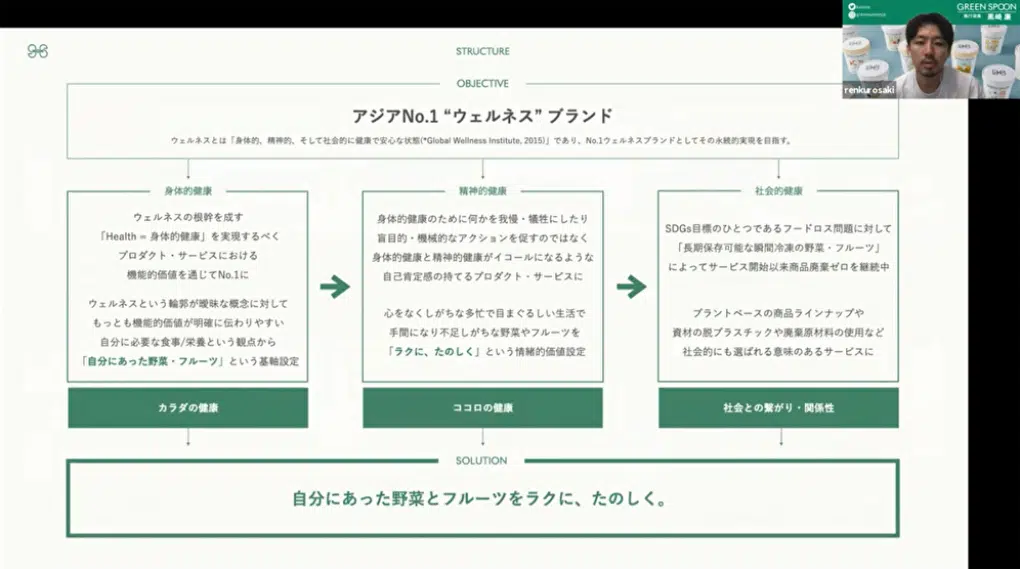 STRUCTURE
OBJECTIVE
アジアNo.1 “ウェルネス” ブランド
ウェルネスとは「身体的、精神的、そして社会的に健康で安心な状態(*Global Wellness Institute, 2015)」であり、No.1ウェルネスブランドとしてその永続的実現を目指す。
身体的健康
ウェルネスの根幹を成す
「Health = 身体的健康」を実現するべく
プロダクト・サービスにおける
機能的価値を通じてNo.1に
ウェルネスという輪郭が曖昧な概念に対して
もっとも機能的価値が明確に伝わりやすい
自分に必要な食事/栄養という観点から
「自分にあった野菜・フルーツ」という基軸設定
カラダの健康
精神的健康
身体的健康のために何かを我慢・犠牲にしたり
盲目的・機械的なアクションを促すのではなく
身体的健康と精神的健康がイコールになるような
自己肯定感の持てるプロダクト・サービスに
心をなくしがちな多忙で目まぐるしい生活で
手間になり不足しがちな野菜やフルーツを
「ラクに、たのしく」という情緒的価値設定
ココロの健康
社会的健康
SDGs目標のひとつであるフードロス問題に対して
「長期保存可能な瞬間冷凍の野菜・フルーツ」
によってサービス開始以来商品廃棄ゼロを継続中
プラントベースの商品ラインナップや
資材の脱プラスチックや廃棄原材料の使用など
社会的にも選ばれる意味のあるサービスに
社会との繋がり・関係性
SOLUTION
自分にあった野菜とフルーツをラクに、たのしく。
GREEN SPOON
renkurosaki